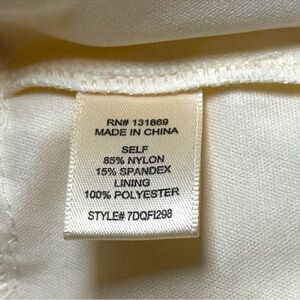 RN# 131869
MADE IN CHINA
SELF
85% NYLON
15% SPANDEX
LINING
100% POLYESTER
STYLE# 7DQFI298